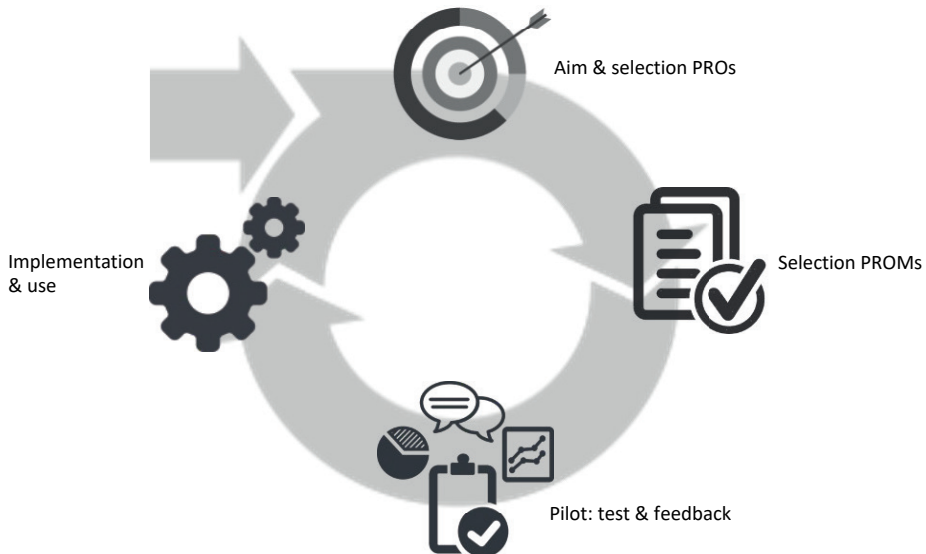 Aim & selection PROs
Selection PROMs
Pilot: test & feedback
Implementation
& use